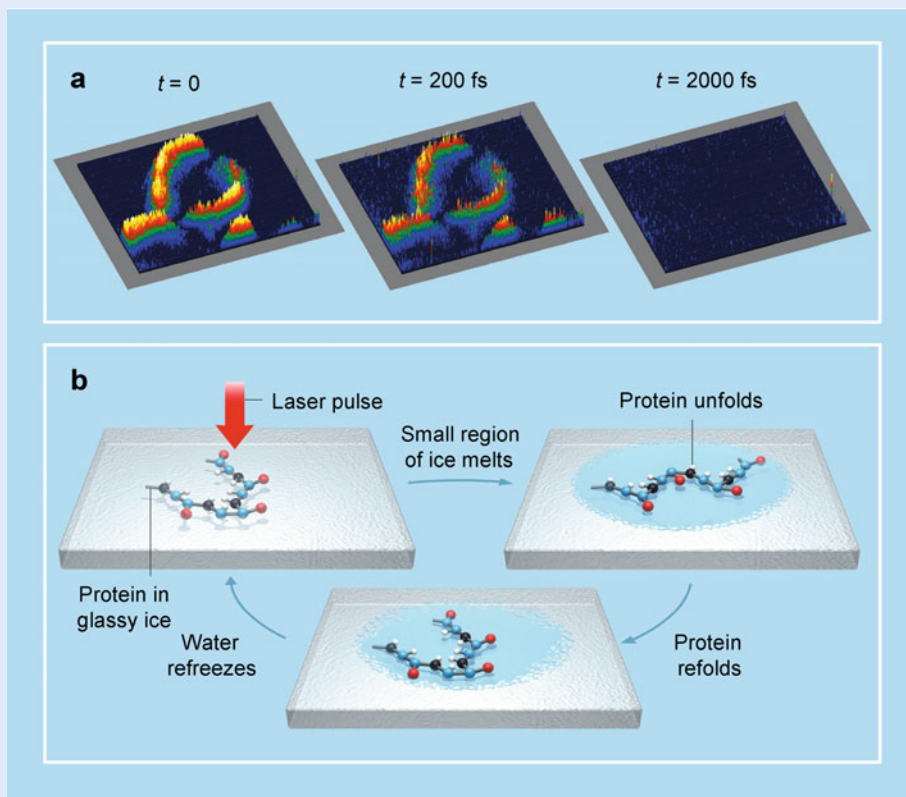 a
t = 0
t = 200 fs
t = 2000 fs
b
Laser pulse
Small region
of ice melts
Protein unfolds
Protein in
glassy ice
Water
refreezes
Protein
refolds